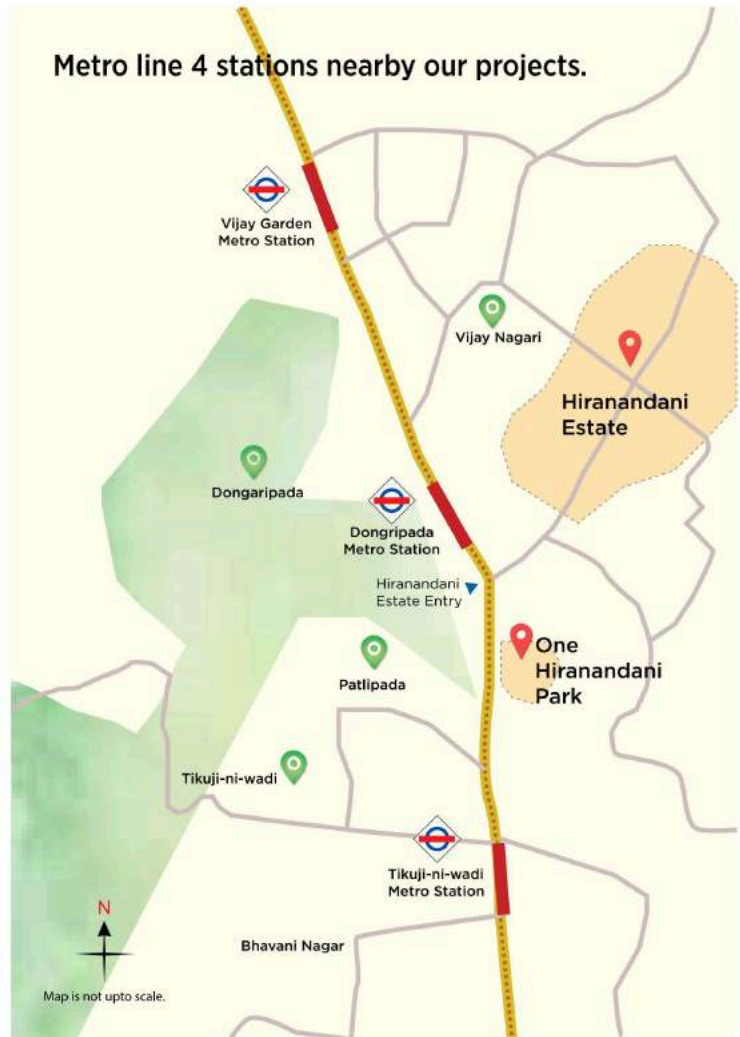 Metro line 4 stations nearby our projects.
Vijay Garden
Metro Station
Vijay Nagari
Hiranandani
Estate
Dongaripada
Dongripada
Metro Station
Hiranandani
Estate Entry
One
Hiranandani
Park
Patlipada
Tikuji-ni-wadi
Tikuji-ni-wadi
Metro Station
N
Bhavani Nagar
Map is not upto scale.